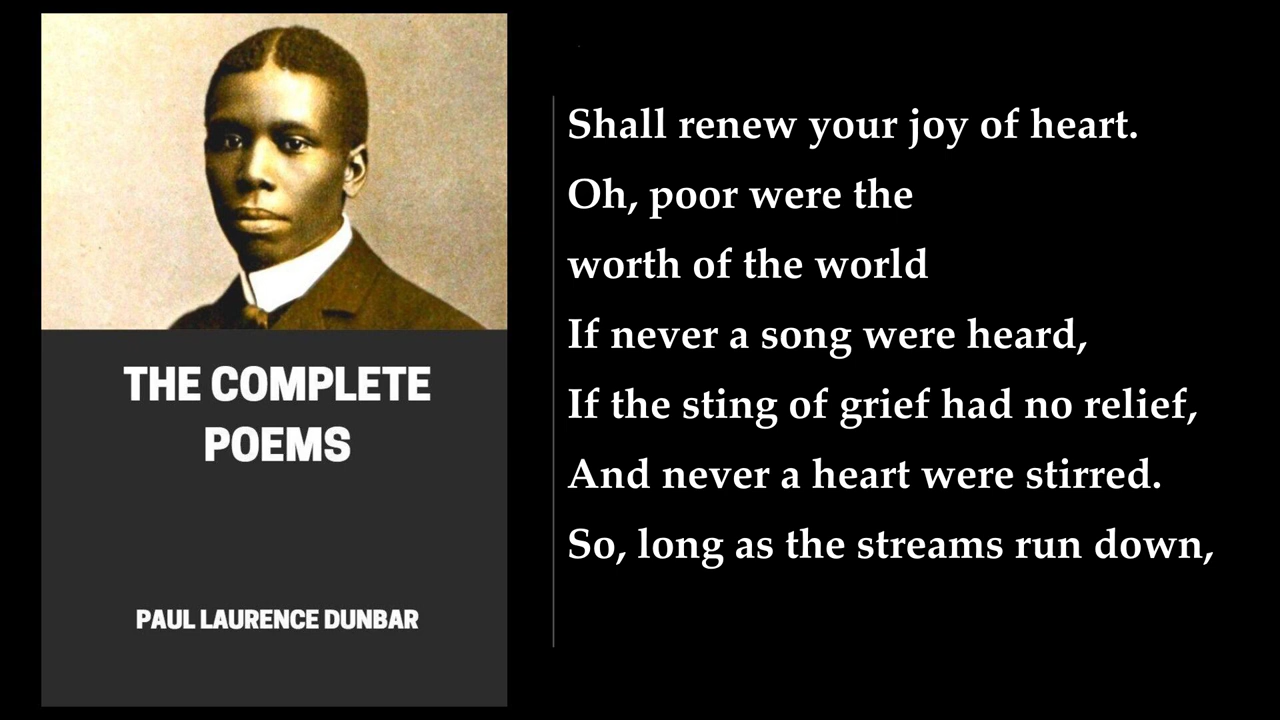 THE COMPLETE
POEMS
PAUL LAURENCE DUNBAR
Shall renew your joy of heart.
Oh, poor were the
worth of the world
If never a song were heard,
If the sting of grief had no relief,
And never a heart were stirred.
So, long as the streams run down,